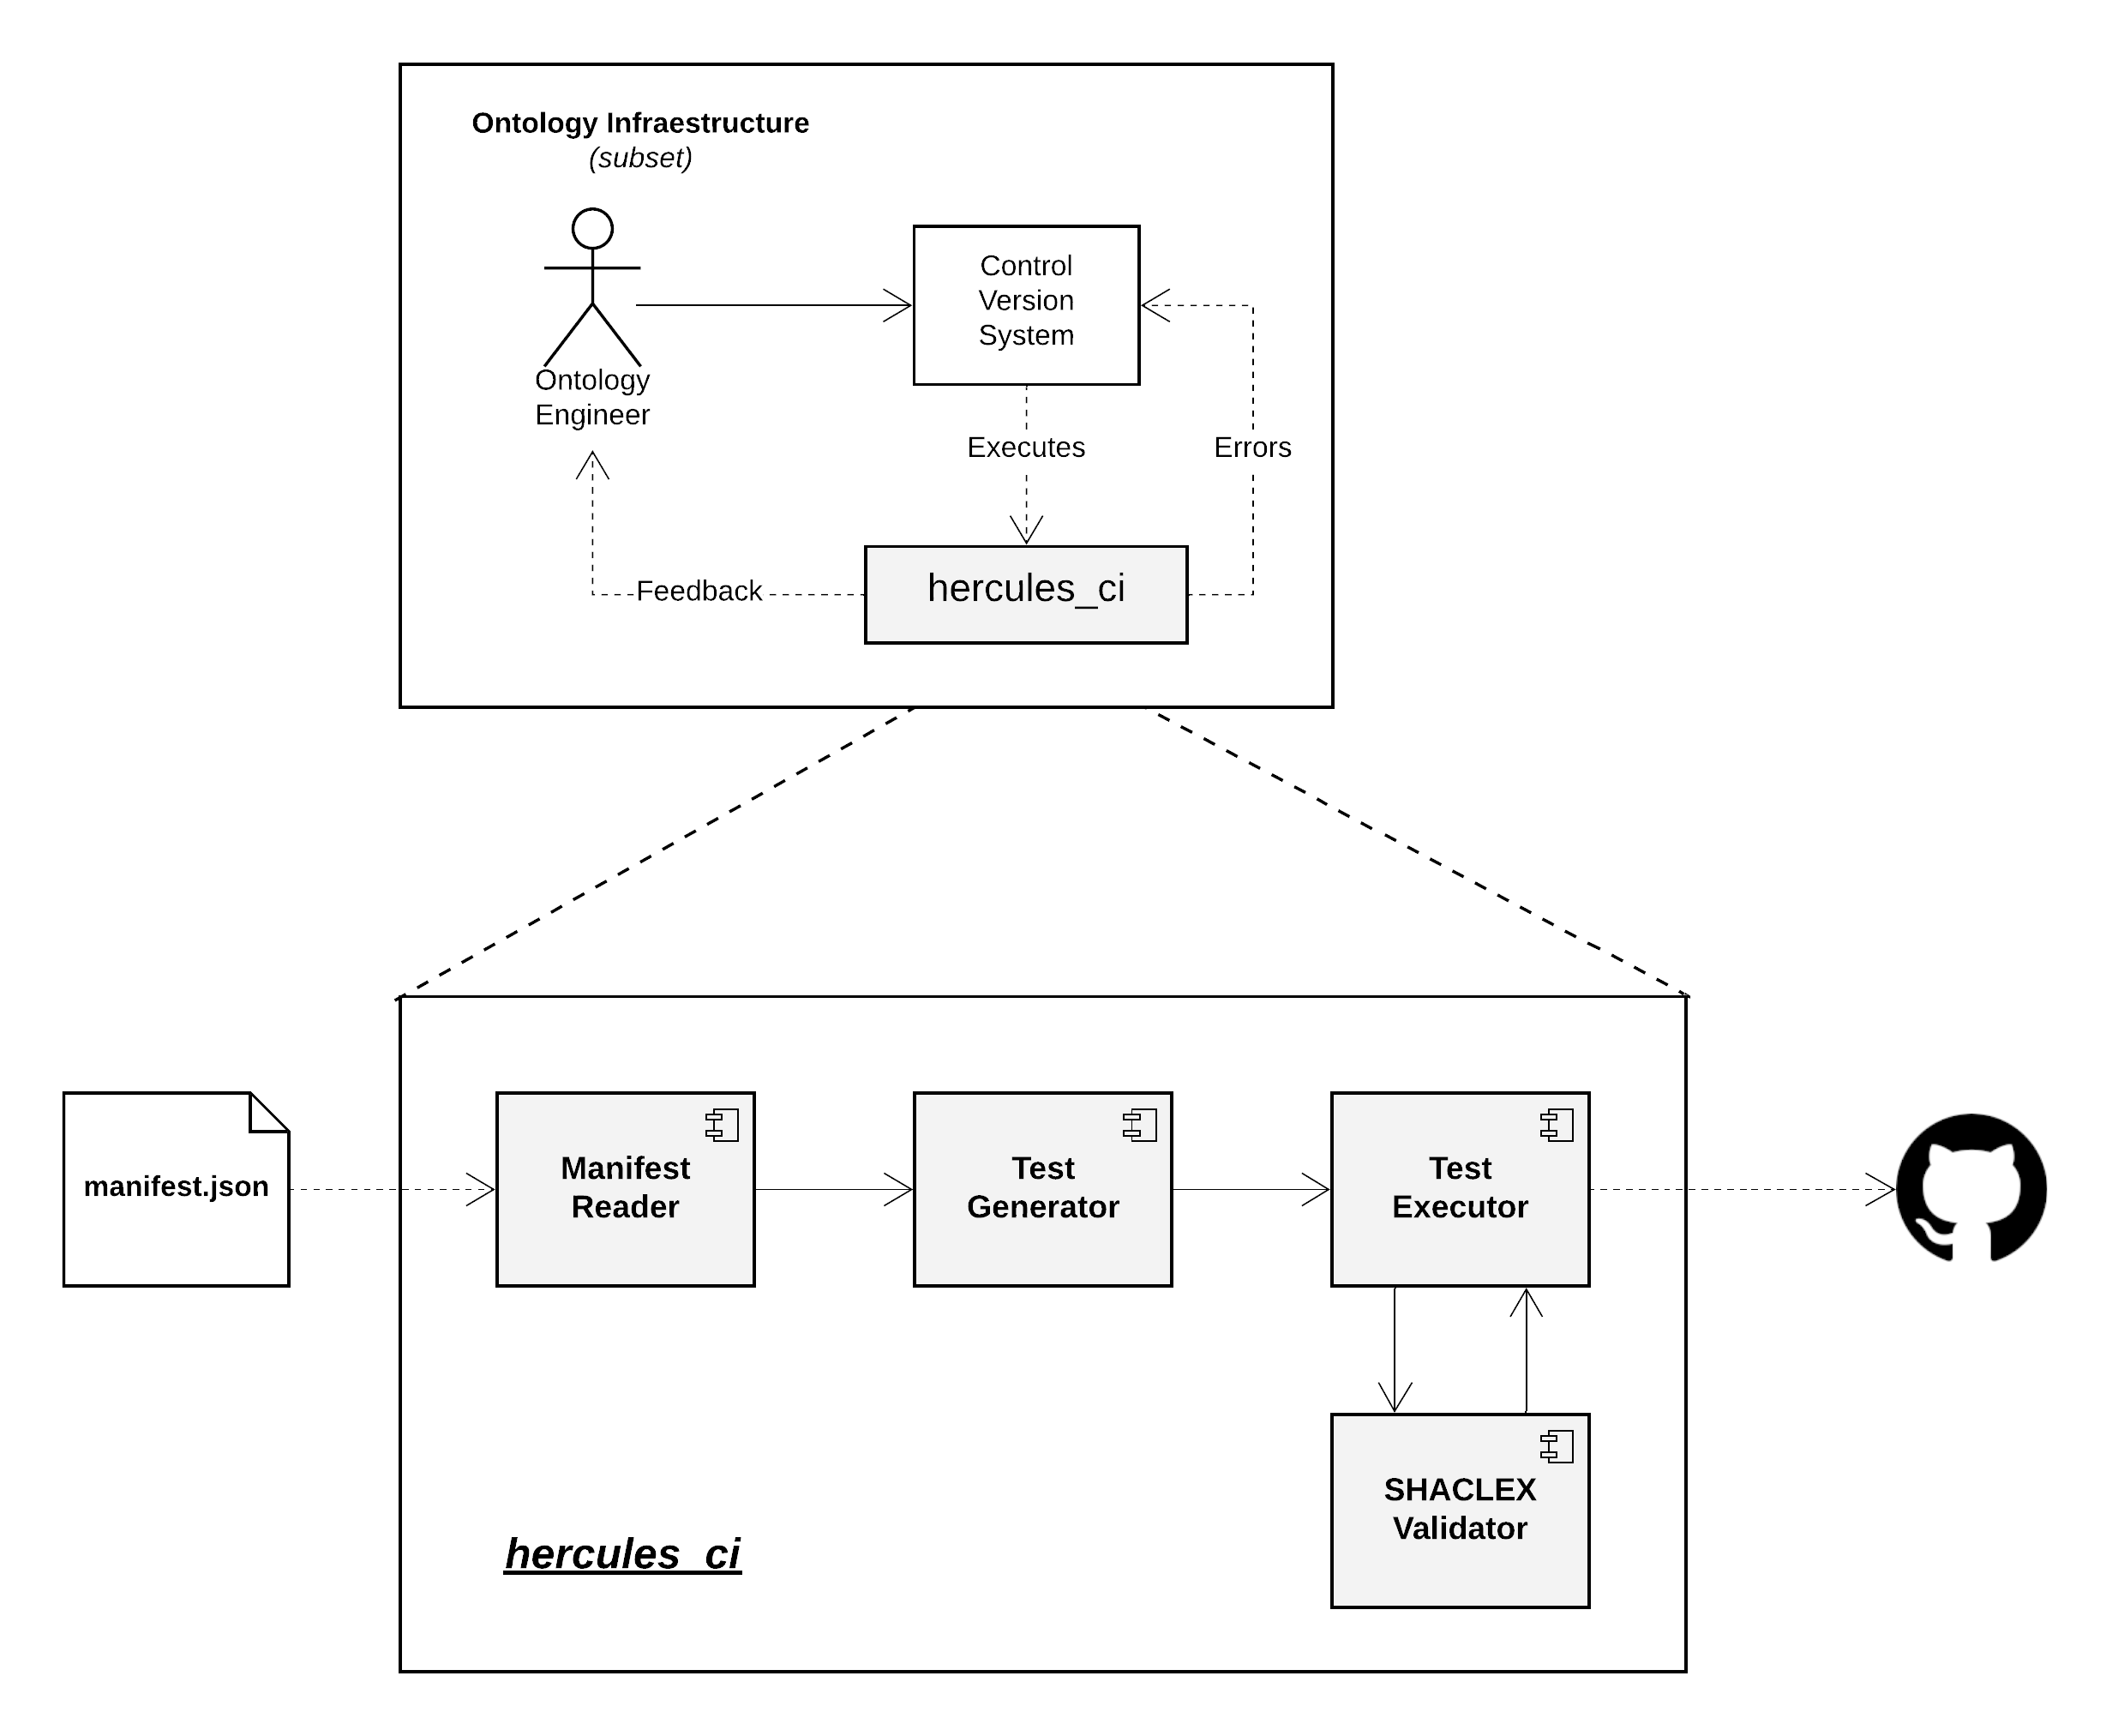 Ontology Infraestructure
(subset)
Control
Version
System
Ontology
Engineer
Executes
Errors
Feedback
hercules_ci
manifest.json
Manifest
Reader
Test
Generator
Test
Executor
SHACLEX
Validator
hercules_ci